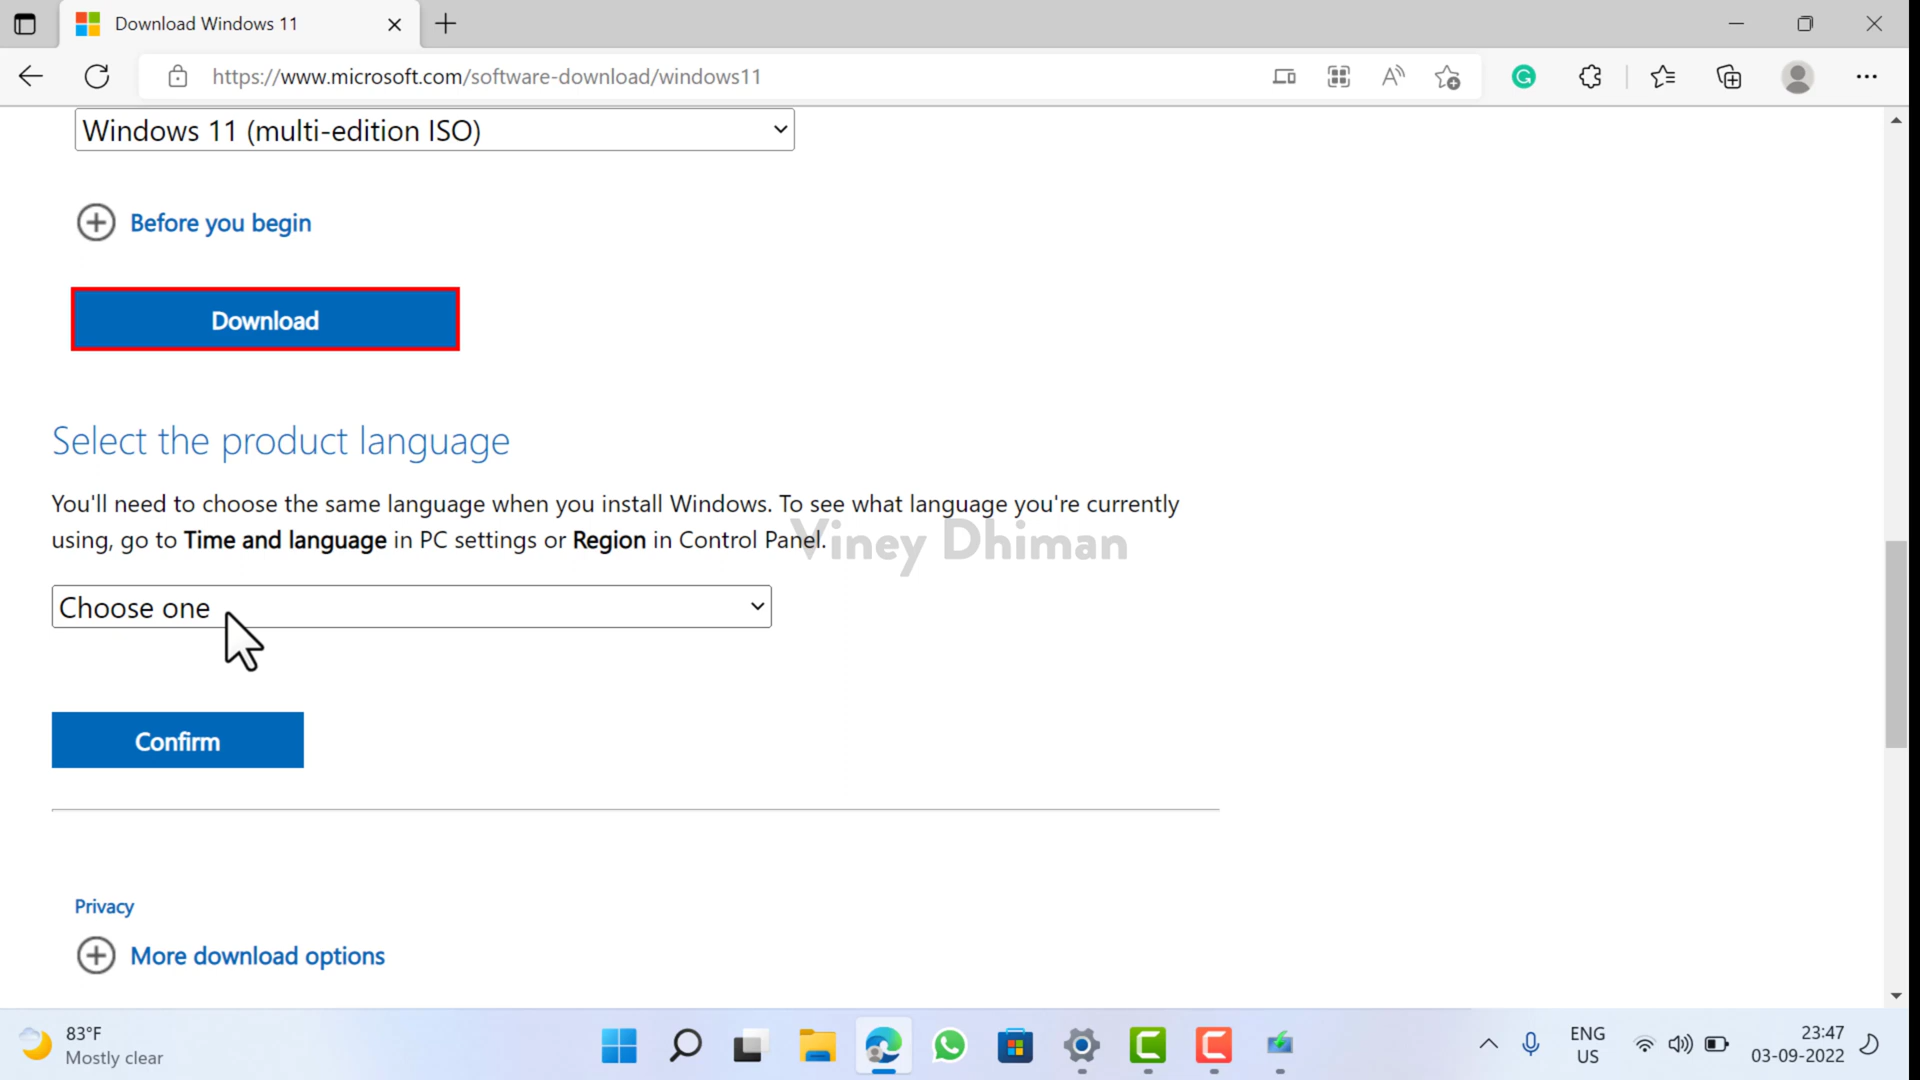 Download Windows 11
https://www.microsoft.com/software-download/windows11
Windows 11 (multi-edition ISO)
Before you begin
Download
Select the product language
You'll need to choose the same language when you install Windows. To see what language you're currently
using, go to Time and language in PC settings or Region in Control Panel.
Viney Dhiman
Choose one
Confirm
Privacy
More download options
83°F
Mostly clear
ENG
US
23:47
03-09-2022